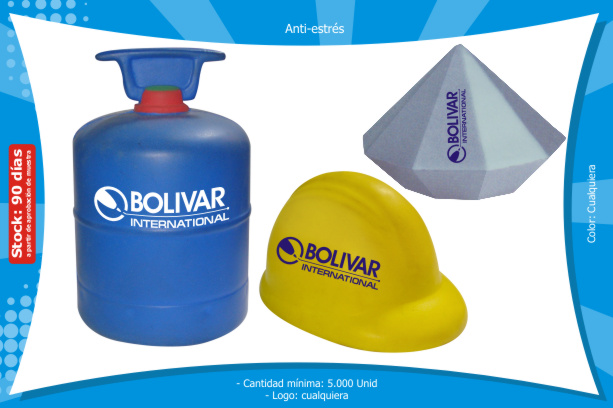 Anti-estrés
Stock: 90 días
a partir de aprobación de muestra
BOLIVAR
INTERNATIONAL
BOLIVAR
INTERNATIONAL
BOLIVAR
INTERNATIONAL
Color: Cualquiera
- Cantidad mínima: 5.000 Unid
- Logo: cualquiera